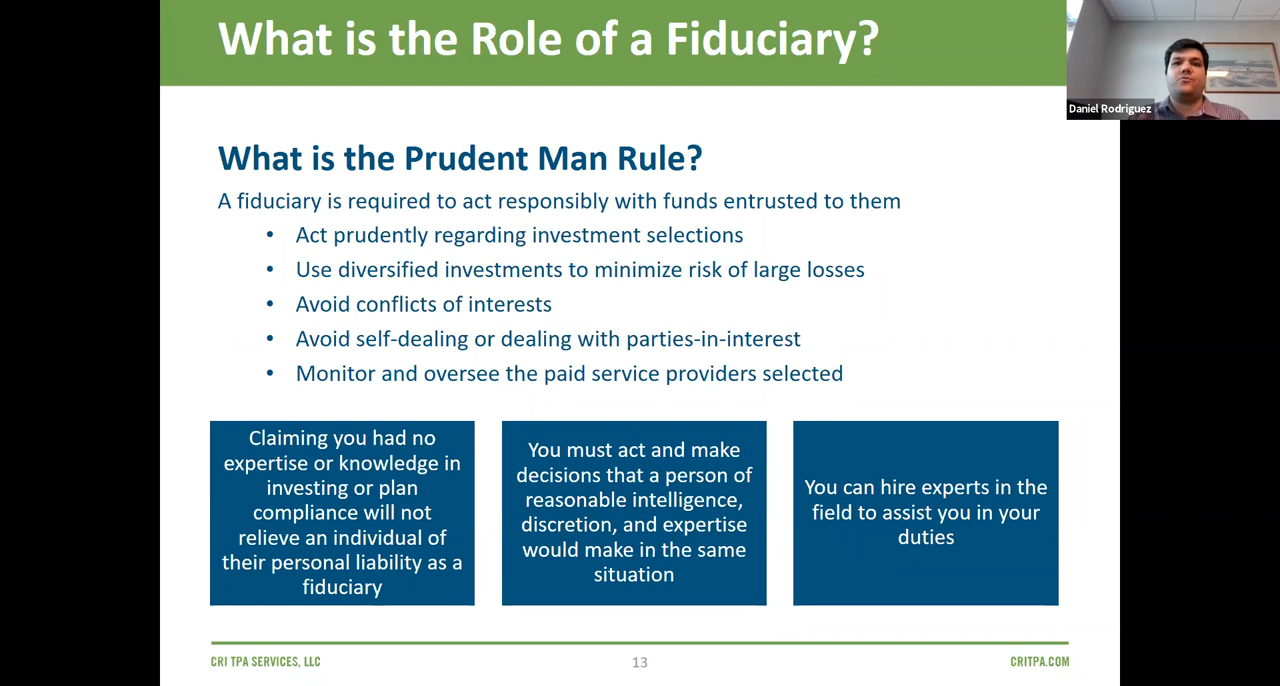 What is the Role of a Fiduciary?
Daniel Rodriguez
What is the Prudent Man Rule?
A fiduciary is required to act responsibly with funds entrusted to them
• Act prudently regarding investment selections
• Use diversified investments to minimize risk of large losses
• Avoid conflicts of interests
• Avoid self-dealing or dealing with parties-in-interest
• Monitor and oversee the paid service providers selected
Claiming you had no
expertise or knowledge in
investing or plan
compliance will not
relieve an individual of
their personal liability as a
fiduciary
You must act and make
decisions that a person of
reasonable intelligence,
discretion, and expertise
would make in the same
situation
You can hire experts in the
field to assist you in your
duties
CRI TPA SERVICES, LLC
13
CRITPA.COM